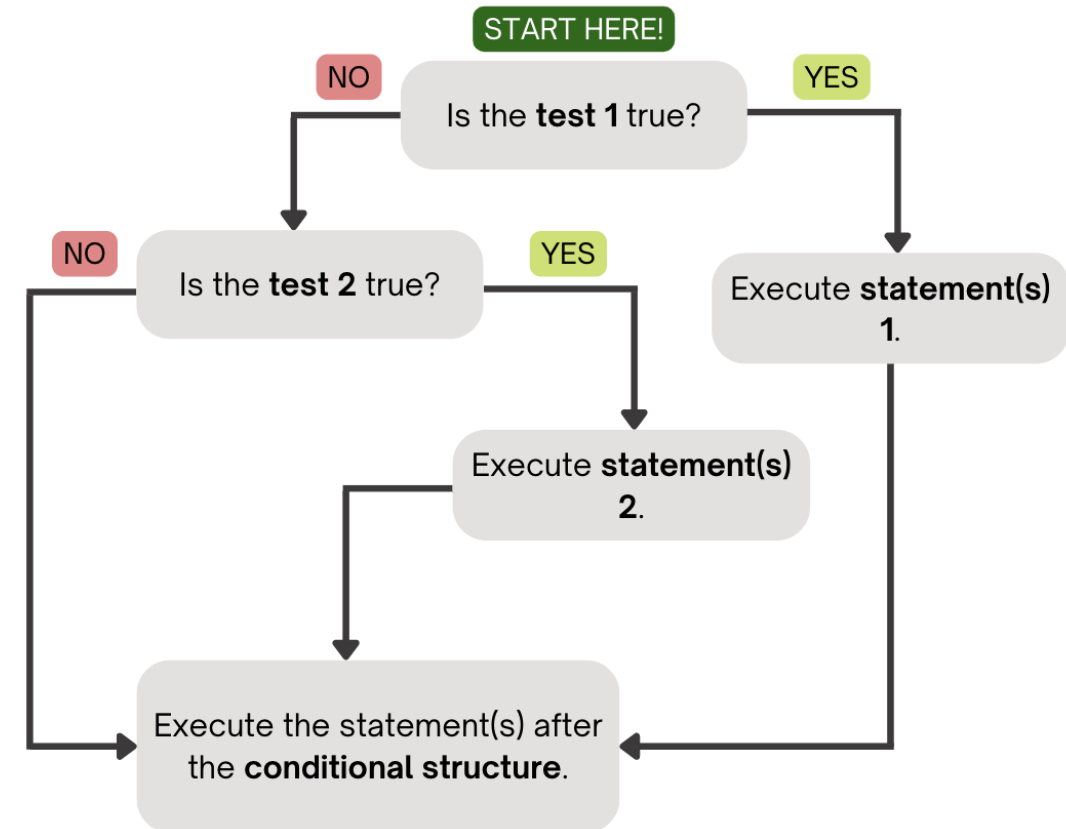 START HERE!
NO
YES
Is the test 1 true?
NO
YES
Is the test 2 true?
Execute statement(s)
1.
Execute statement(s)
2.
Execute the statement(s) after
the conditional structure.